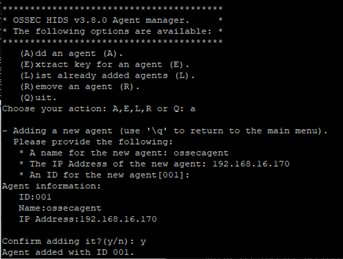 ****************************************
* OSSEC HIDS v3.8.0 Agent manager.     *
* The following options are available: *
****************************************
   (A)dd an agent (A).
   (E)xtract key for an agent (E).
   (L)ist already added agents (L).
   (R)emove an agent (R).
   (Q)uit.
Choose your action: A,E,L,R or Q: a

- Adding a new agent (use '\q' to return to the main menu).
  Please provide the following:
   * A name for the new agent: ossecagent
   * The IP Address of the new agent: 192.168.16.170
   * An ID for the new agent[001]:
Agent information:
   ID:001
   Name:ossecagent
   IP Address:192.168.16.170

Confirm adding it?(y/n): y
Agent added with ID 001.